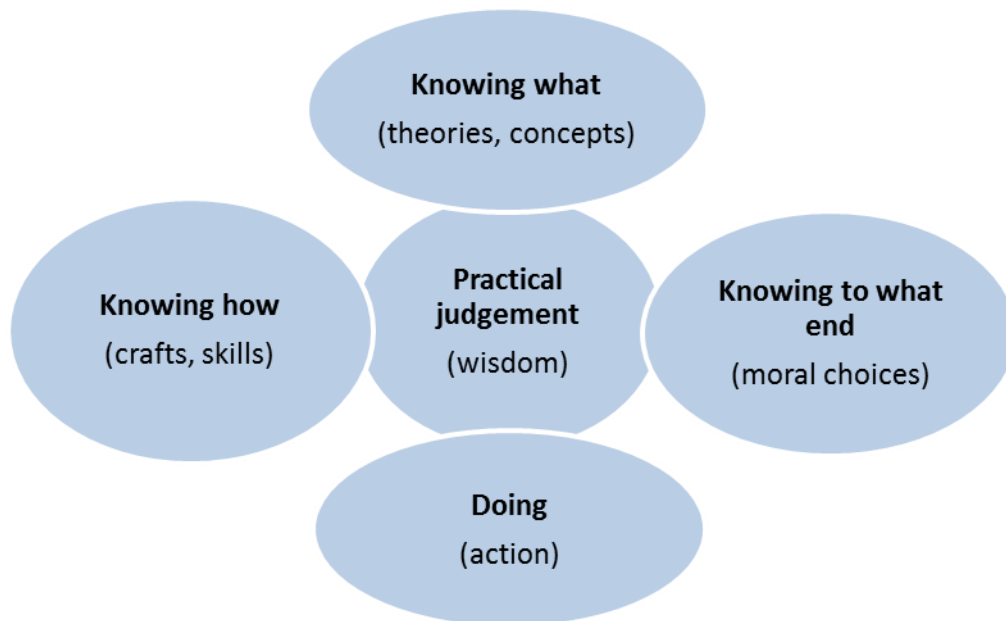 Knowing what
(theories, concepts)
Knowing how
(crafts, skills)
Practical
judgement
(wisdom)
Knowing to what
end
(moral choices)
Doing
(action)